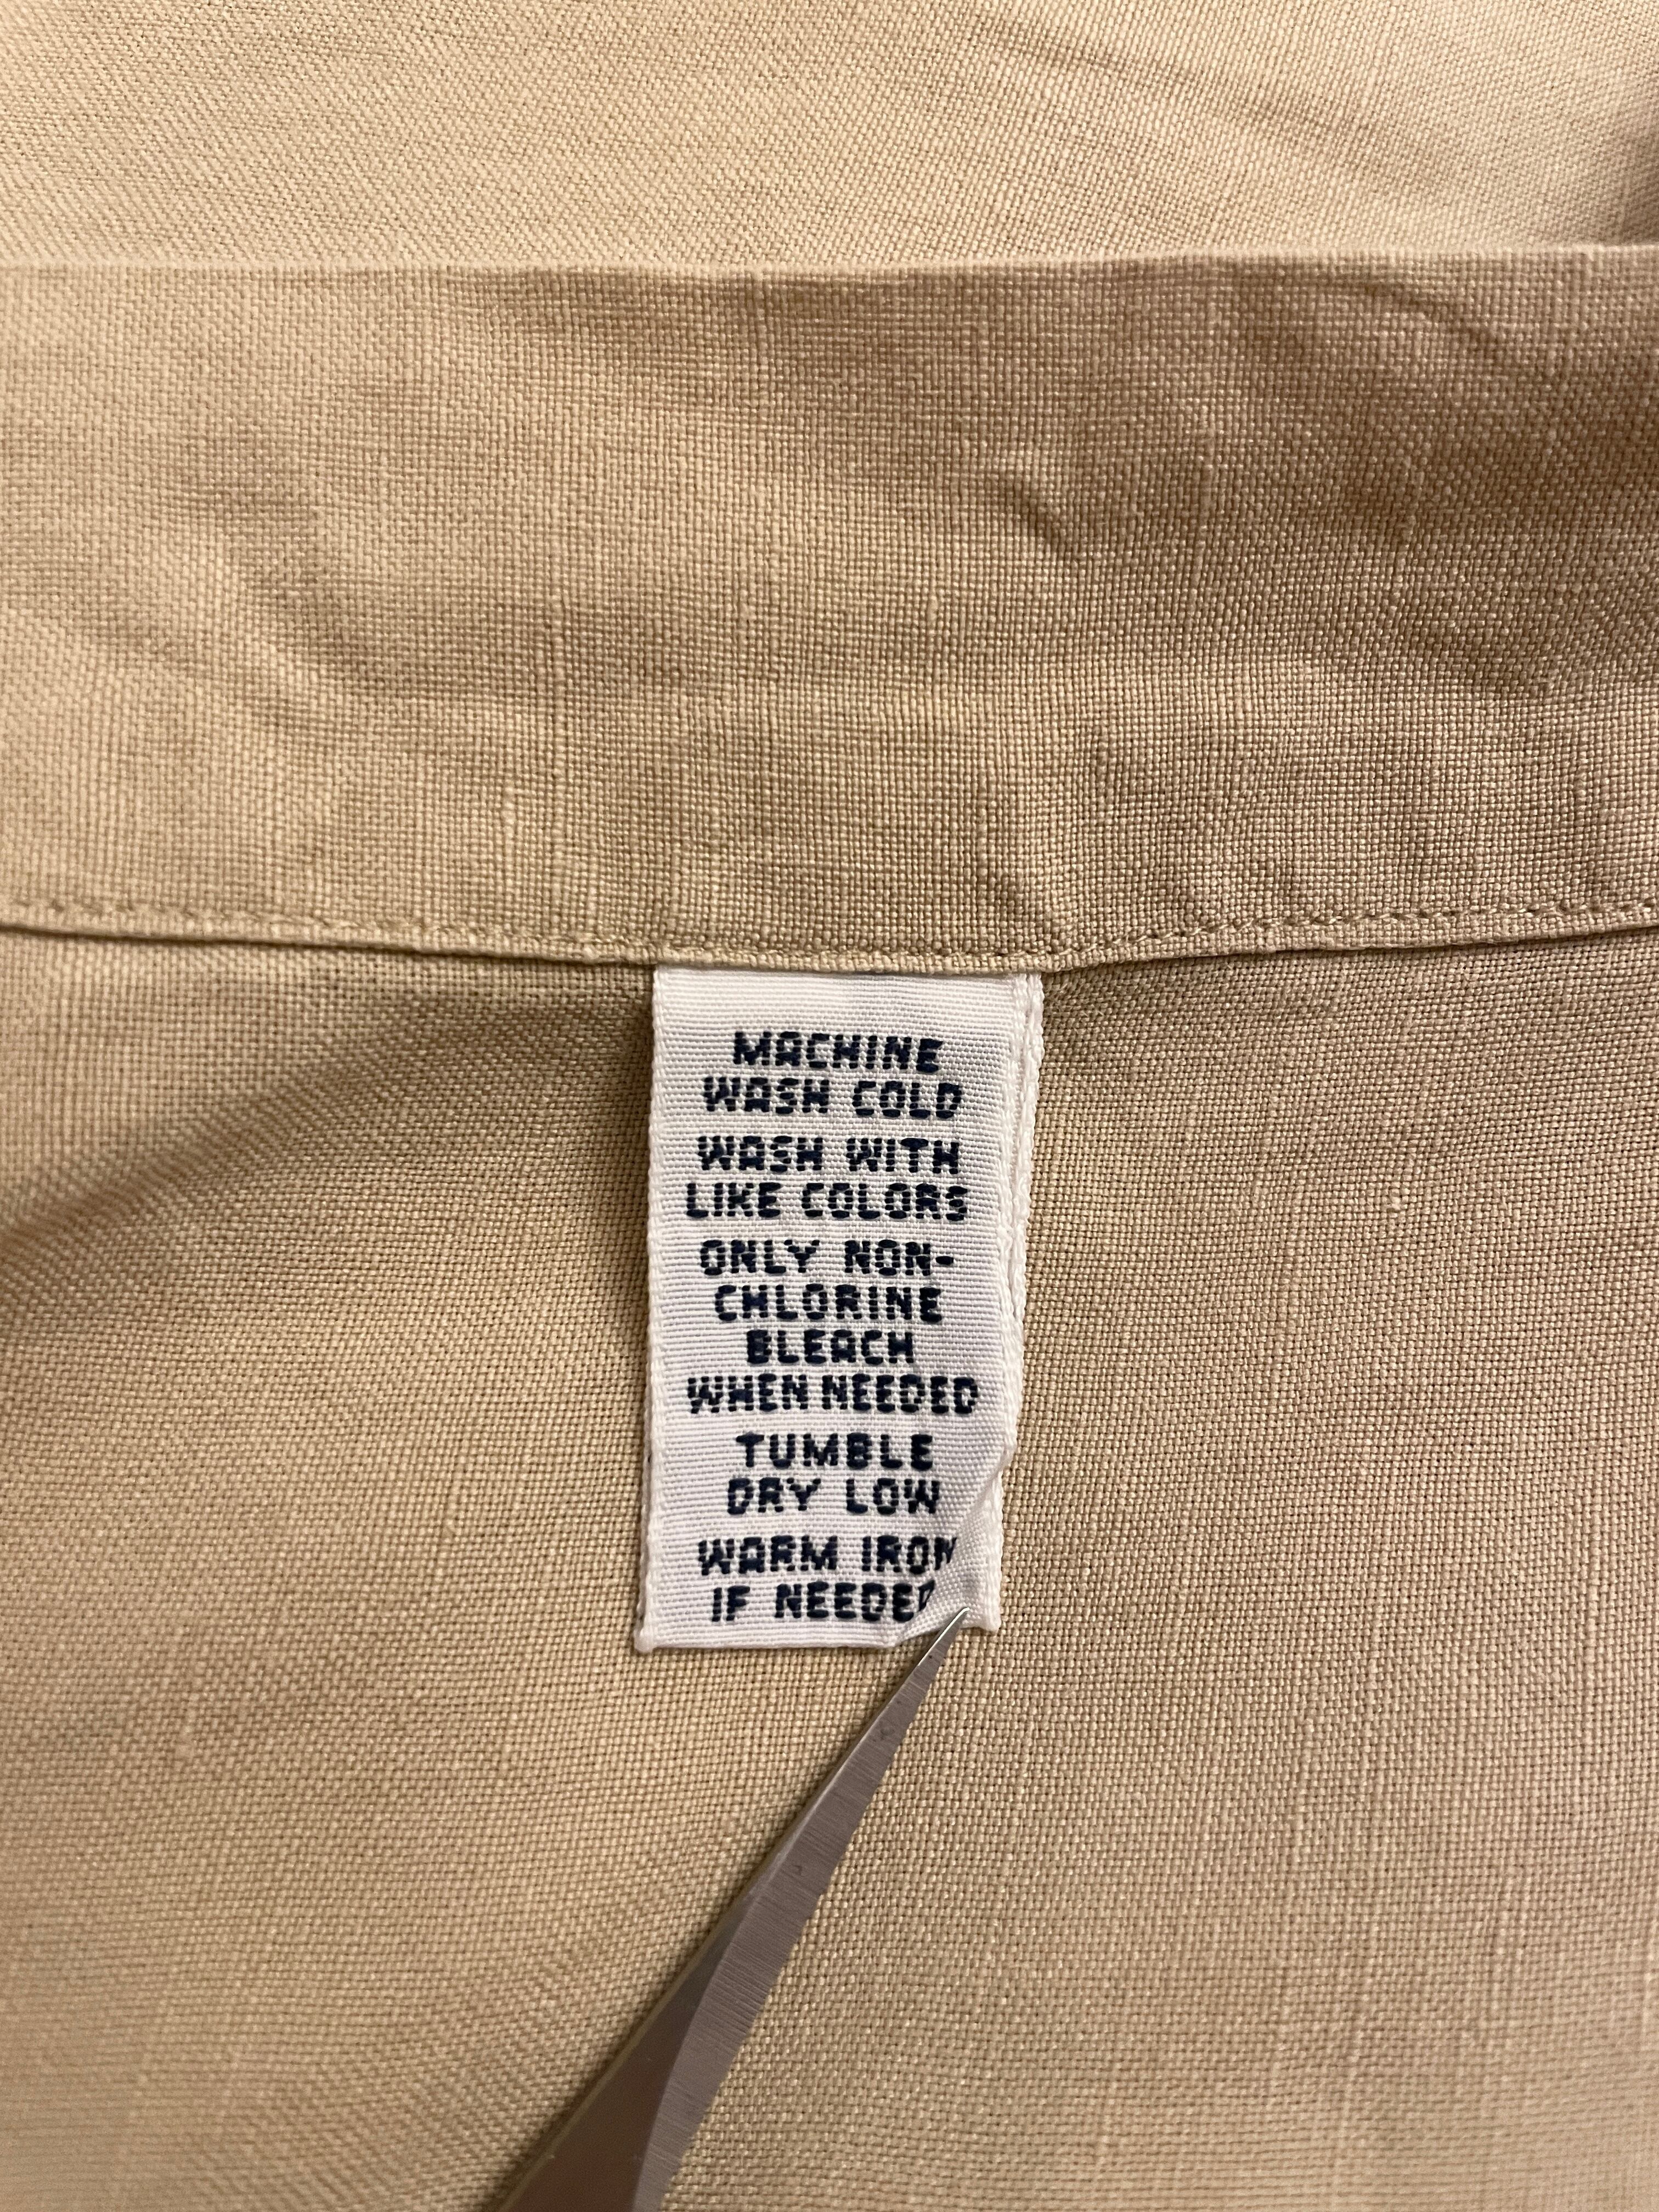 MACHINE
WASH COLD
WASH WITH
LIKE COLORS
ONLY NON-
CHLORINE
BLEACH
WHEN NEEDED
TUMBLE
DRY LOW
WARM IRON
IF NEEDED